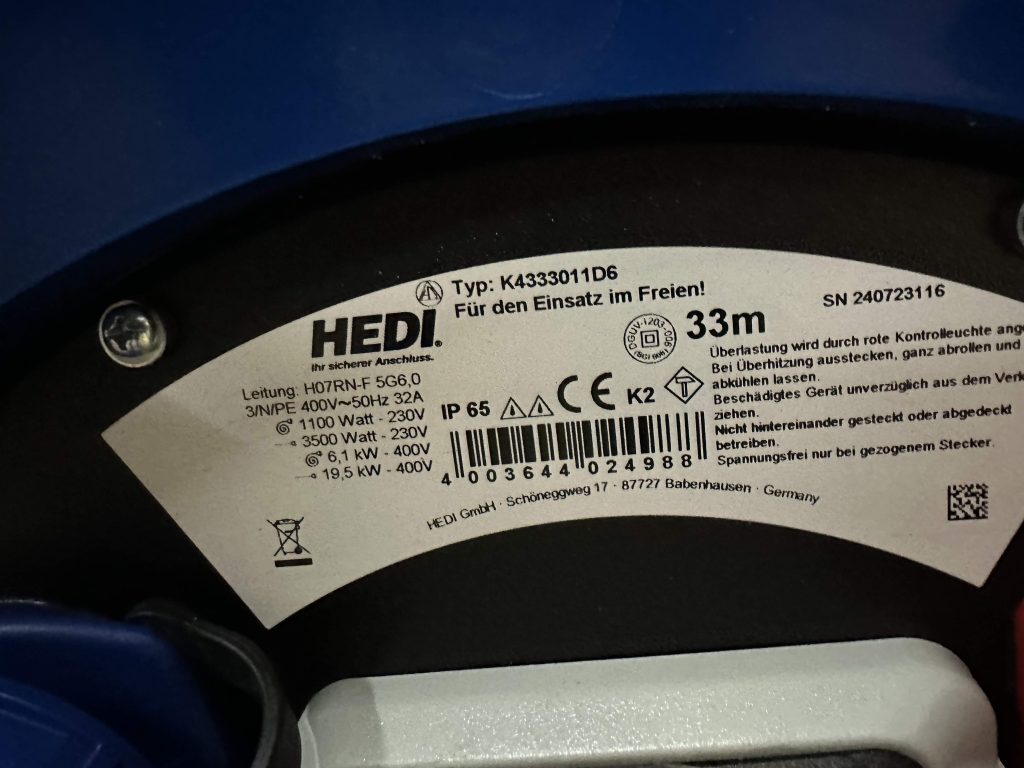 Typ: K4333011D6
Für den Einsatz im Freien!
HEDI®
Ihr sicherer Anschluss.
Leitung: H07RN-F 5G6,0
3/N/PE 400V~50Hz 32A
1100 Watt - 230V
3500 Watt - 230V
6,1 kW - 400V
19,5 kW - 400V
IP 65
CE
K2
T
4 003644 024988
HEDI GmbH · Schöneggweg 17 · 87727 Babenhausen · Germany
33m
SN 240723116
Überlastung wird durch rote Kontrolleuchte
Bei Überhitzung ausstecken, ganz abrollen und
abkühlen lassen.
Beschädigtes Gerät unverzüglich aus dem
ziehen.
Nicht hintereinander gesteckt oder abgedeckt
betreiben.
Spannungsfrei nur bei gezogenem Stecker.